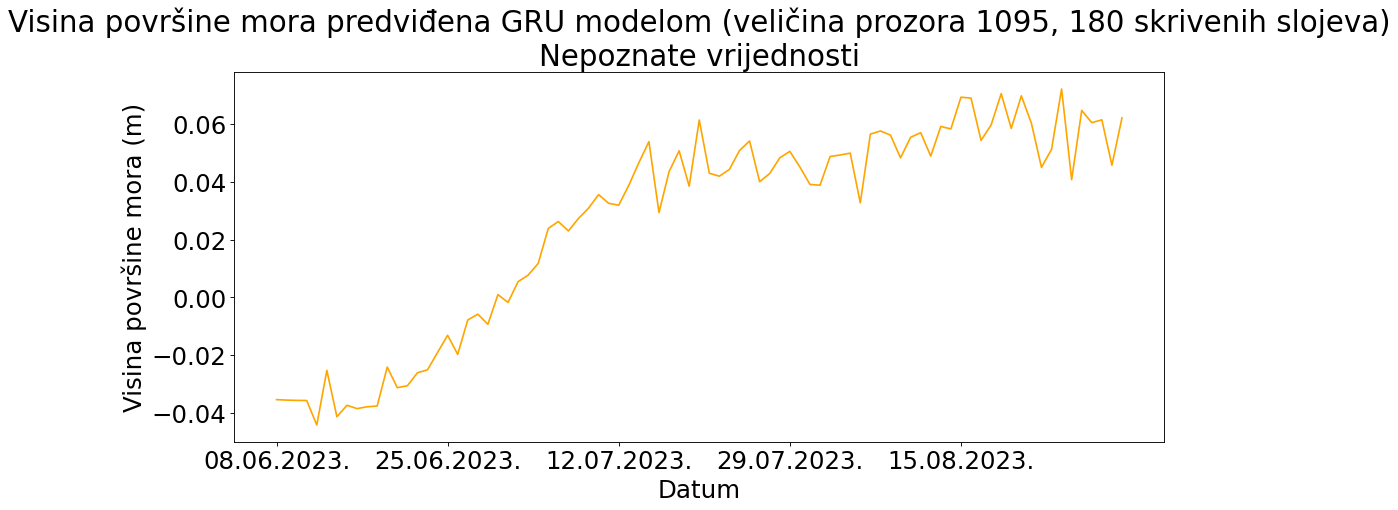 Visina površine mora predviđena GRU modelom (veličina prozora 1095, 180 skrivenih slojeva)
Nepoznate vrijednosti
Visina površine mora (m)
0.06
0.04
0.02
0.00
−0.02
−0.04
08.06.2023. 25.06.2023. 12.07.2023. 29.07.2023. 15.08.2023.
Datum